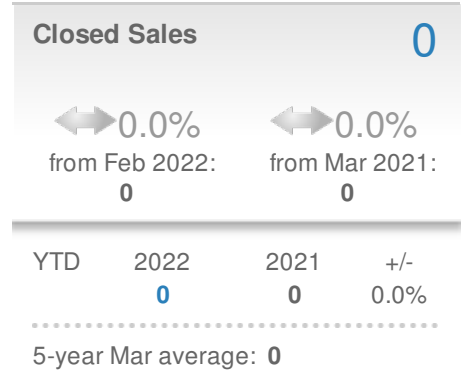 Closed Sales 0
0.0% 0.0%
from Feb 2022: from Mar 2021:
0 0
YTD 2022 2021 +/-
0 0 0.0%
5-year Mar average: 0